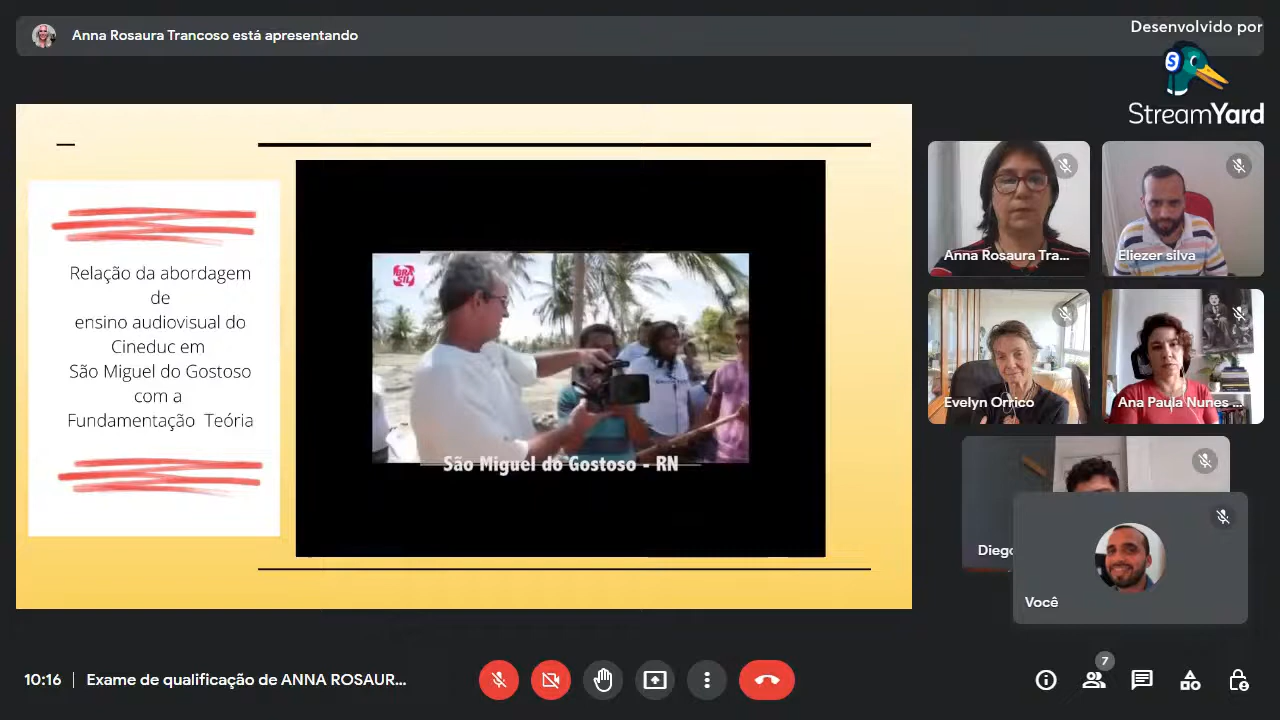 Anna Rosaura Trancoso está apresentando
Desenvolvido por
S
StreamYard
Relação da abordagem
de
ensino audiovisual do
Cineduc em
São Miguel do Gostoso
com a
Fundamentação Teória
BRA
SIL
São Miguel do Gostoso - RN
Anna Rosaura Tra...
Eliezer silva
Evelyn Orrico
Ana Paula Nunes ...
Diego
Você
10:16 | Exame de qualificação de ANNA ROSAUR...
7